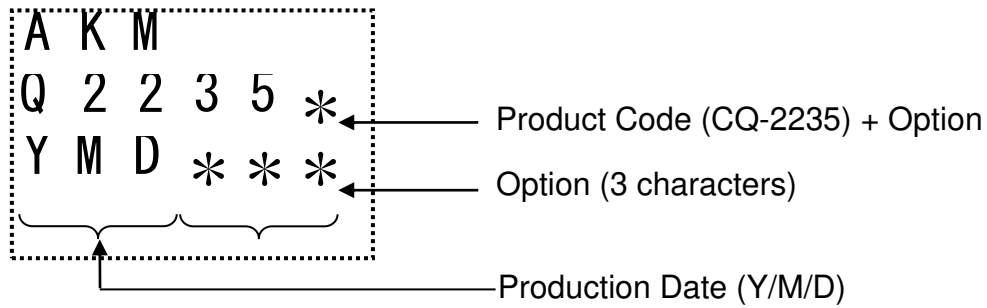 A K M
Q 2 2 3 5 *
Y M D * * *
Product Code (CQ-2235) + Option
Option (3 characters)
Production Date (Y/M/D)